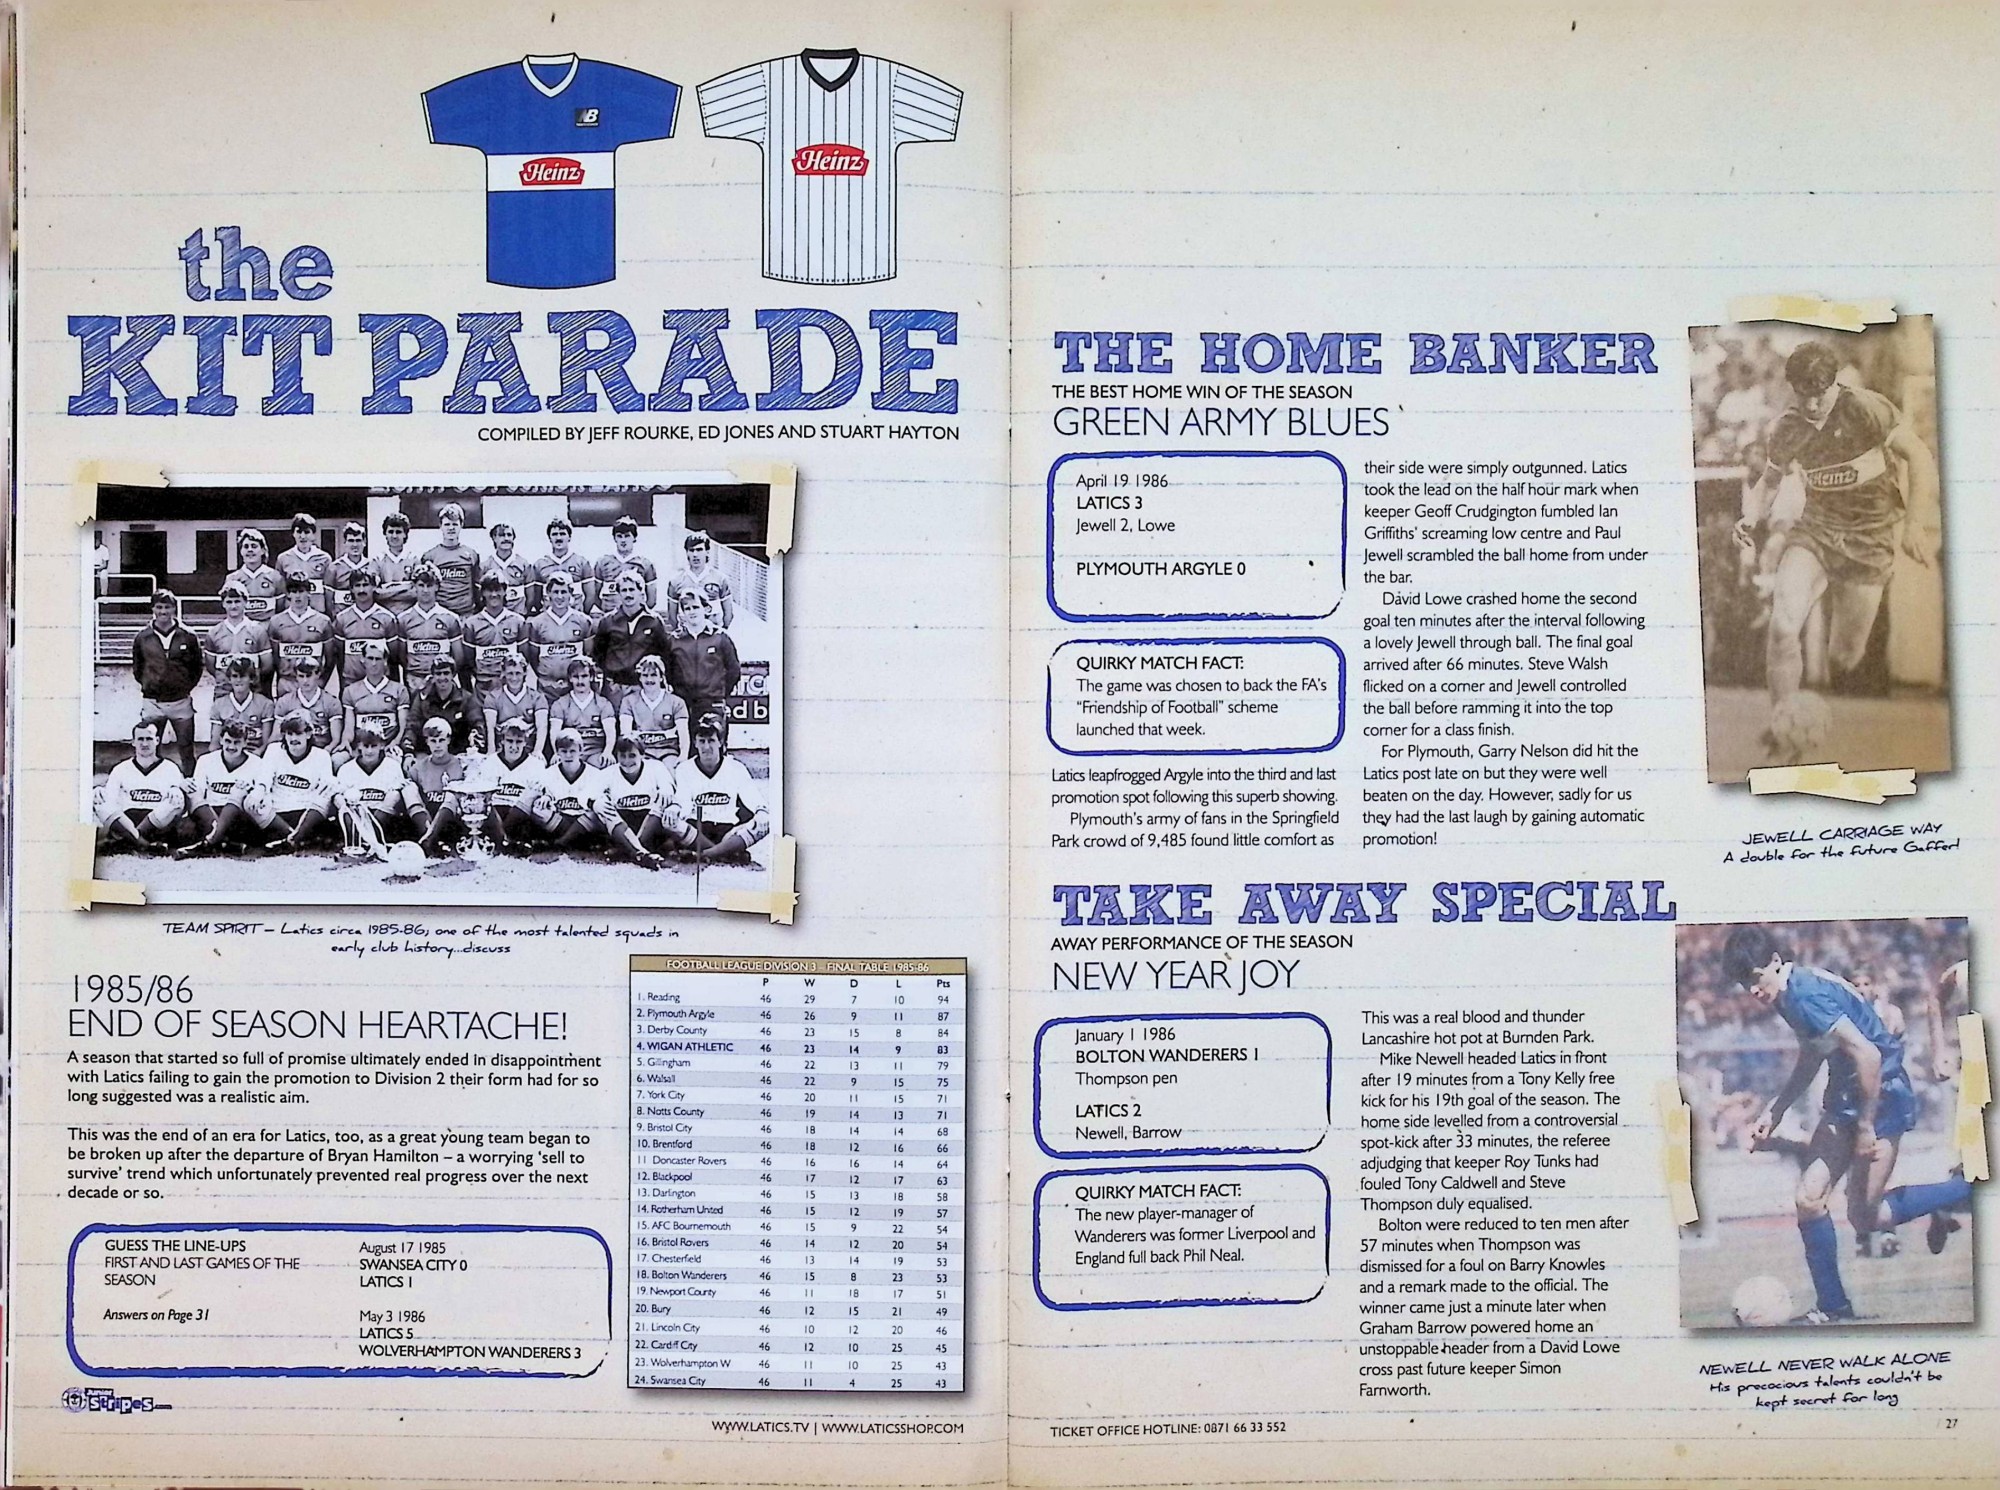 B
Heinz
Heinz
the
KIT PARADE
COMPILED BY JEFF ROURKE, ED JONES AND STUART HAYTON
TEAM SPIRIT – Latics circa 1985-86; one of the most talented squads in
early club history...discuss
1985/86
END OF SEASON HEARTACHE!
A season that started so full of promise ultimately ended in disappointment
with Latics failing to gain the promotion to Division 2 their form had for so
long suggested was a realistic aim.
This was the end of an era for Latics, too, as a great young team began to
be broken up after the departure of Bryan Hamilton – a worrying ‘sell to
survive’ trend which unfortunately prevented real progress over the next
decade or so.
GUESS THE LINE-UPS
FIRST AND LAST GAMES OF THE
SEASON
Answers on Page 31
August 17 1985
SWANSEA CITY 0
LATICS 1
May 3 1986
LATICS 5
WOLVERHAMPTON WANDERERS 3
FOOTBALL LEAGUE DIVISION 3 – FINAL TABLE 1985-86
P W D L Pts
1. Reading 46 29 7 10 94
2. Plymouth Argyle 46 26 9 11 87
3. Derby County 46 23 15 8 84
4. WIGAN ATHLETIC 46 23 14 9 83
5. Gillingham 46 22 13 11 79
6. Walsall 46 22 9 15 75
7. York City 46 20 11 15 71
8. Notts County 46 19 14 13 71
9. Bristol City 46 18 14 14 68
10. Brentford 46 18 12 16 66
11 Doncaster Rovers 46 16 16 14 64
12. Blackpool 46 17 12 17 63
13. Darlington 46 15 13 18 58
14. Rotherham United 46 15 12 19 57
15. AFC Bournemouth 46 15 9 22 54
16. Bristol Rovers 46 14 12 20 54
17. Chesterfield 46 13 14 19 53
18. Bolton Wanderers 46 15 8 23 53
19. Newport County 46 11 18 17 51
20. Bury 46 12 15 21 49
21. Lincoln City 46 10 12 20 46
22. Cardiff City 46 12 10 25 45
23. Wolverhampton W 46 11 10 25 43
24. Swansea City 46 11 4 25 43
Junior
Stripes
WWW.LATICS.TV | WWW.LATICSSHOP.COM
THE HOME BANKER
THE BEST HOME WIN OF THE SEASON
GREEN ARMY BLUES
April 19 1986
LATICS 3
Jewell 2, Lowe
PLYMOUTH ARGYLE 0
QUIRKY MATCH FACT:
The game was chosen to back the FA's
“Friendship of Football” scheme
launched that week.
Latics leapfrogged Argyle into the third and last
promotion spot following this superb showing.
Plymouth's army of fans in the Springfield
Park crowd of 9,485 found little comfort as
their side were simply outgunned. Latics
took the lead on the half hour mark when
keeper Geoff Crudgington fumbled Ian
Griffiths' screaming low centre and Paul
Jewell scrambled the ball home from under
the bar.
David Lowe crashed home the second
goal ten minutes after the interval following
a lovely Jewell through ball. The final goal
arrived after 66 minutes. Steve Walsh
flicked on a corner and Jewell controlled
the ball before ramming it into the top
corner for a class finish.
For Plymouth, Garry Nelson did hit the
Latics post late on but they were well
beaten on the day. However, sadly for us
they had the last laugh by gaining automatic
promotion!
Heinz
JEWELL CARRIAGE WAY
A double for the future Gaffer!
TAKE AWAY SPECIAL
AWAY PERFORMANCE OF THE SEASON
NEW YEAR JOY
January 1 1986
BOLTON WANDERERS 1
Thompson pen
LATICS 2
Newell, Barrow
QUIRKY MATCH FACT:
The new player-manager of
Wanderers was former Liverpool and
England full back Phil Neal.
This was a real blood and thunder
Lancashire hot pot at Burnden Park.
Mike Newell headed Latics in front
after 19 minutes from a Tony Kelly free
kick for his 19th goal of the season. The
home side levelled from a controversial
spot-kick after 33 minutes, the referee
adjudging that keeper Roy Tunks had
fouled Tony Caldwell and Steve
Thompson duly equalised.
Bolton were reduced to ten men after
57 minutes when Thompson was
dismissed for a foul on Barry Knowles
and a remark made to the official. The
winner came just a minute later when
Graham Barrow powered home an
unstoppable header from a David Lowe
cross past future keeper Simon
Farnworth.
NEWELL NEVER WALK ALONE
His precocious talents couldn't be
kept secret for long
TICKET OFFICE HOTLINE: 0871 66 33 552
27